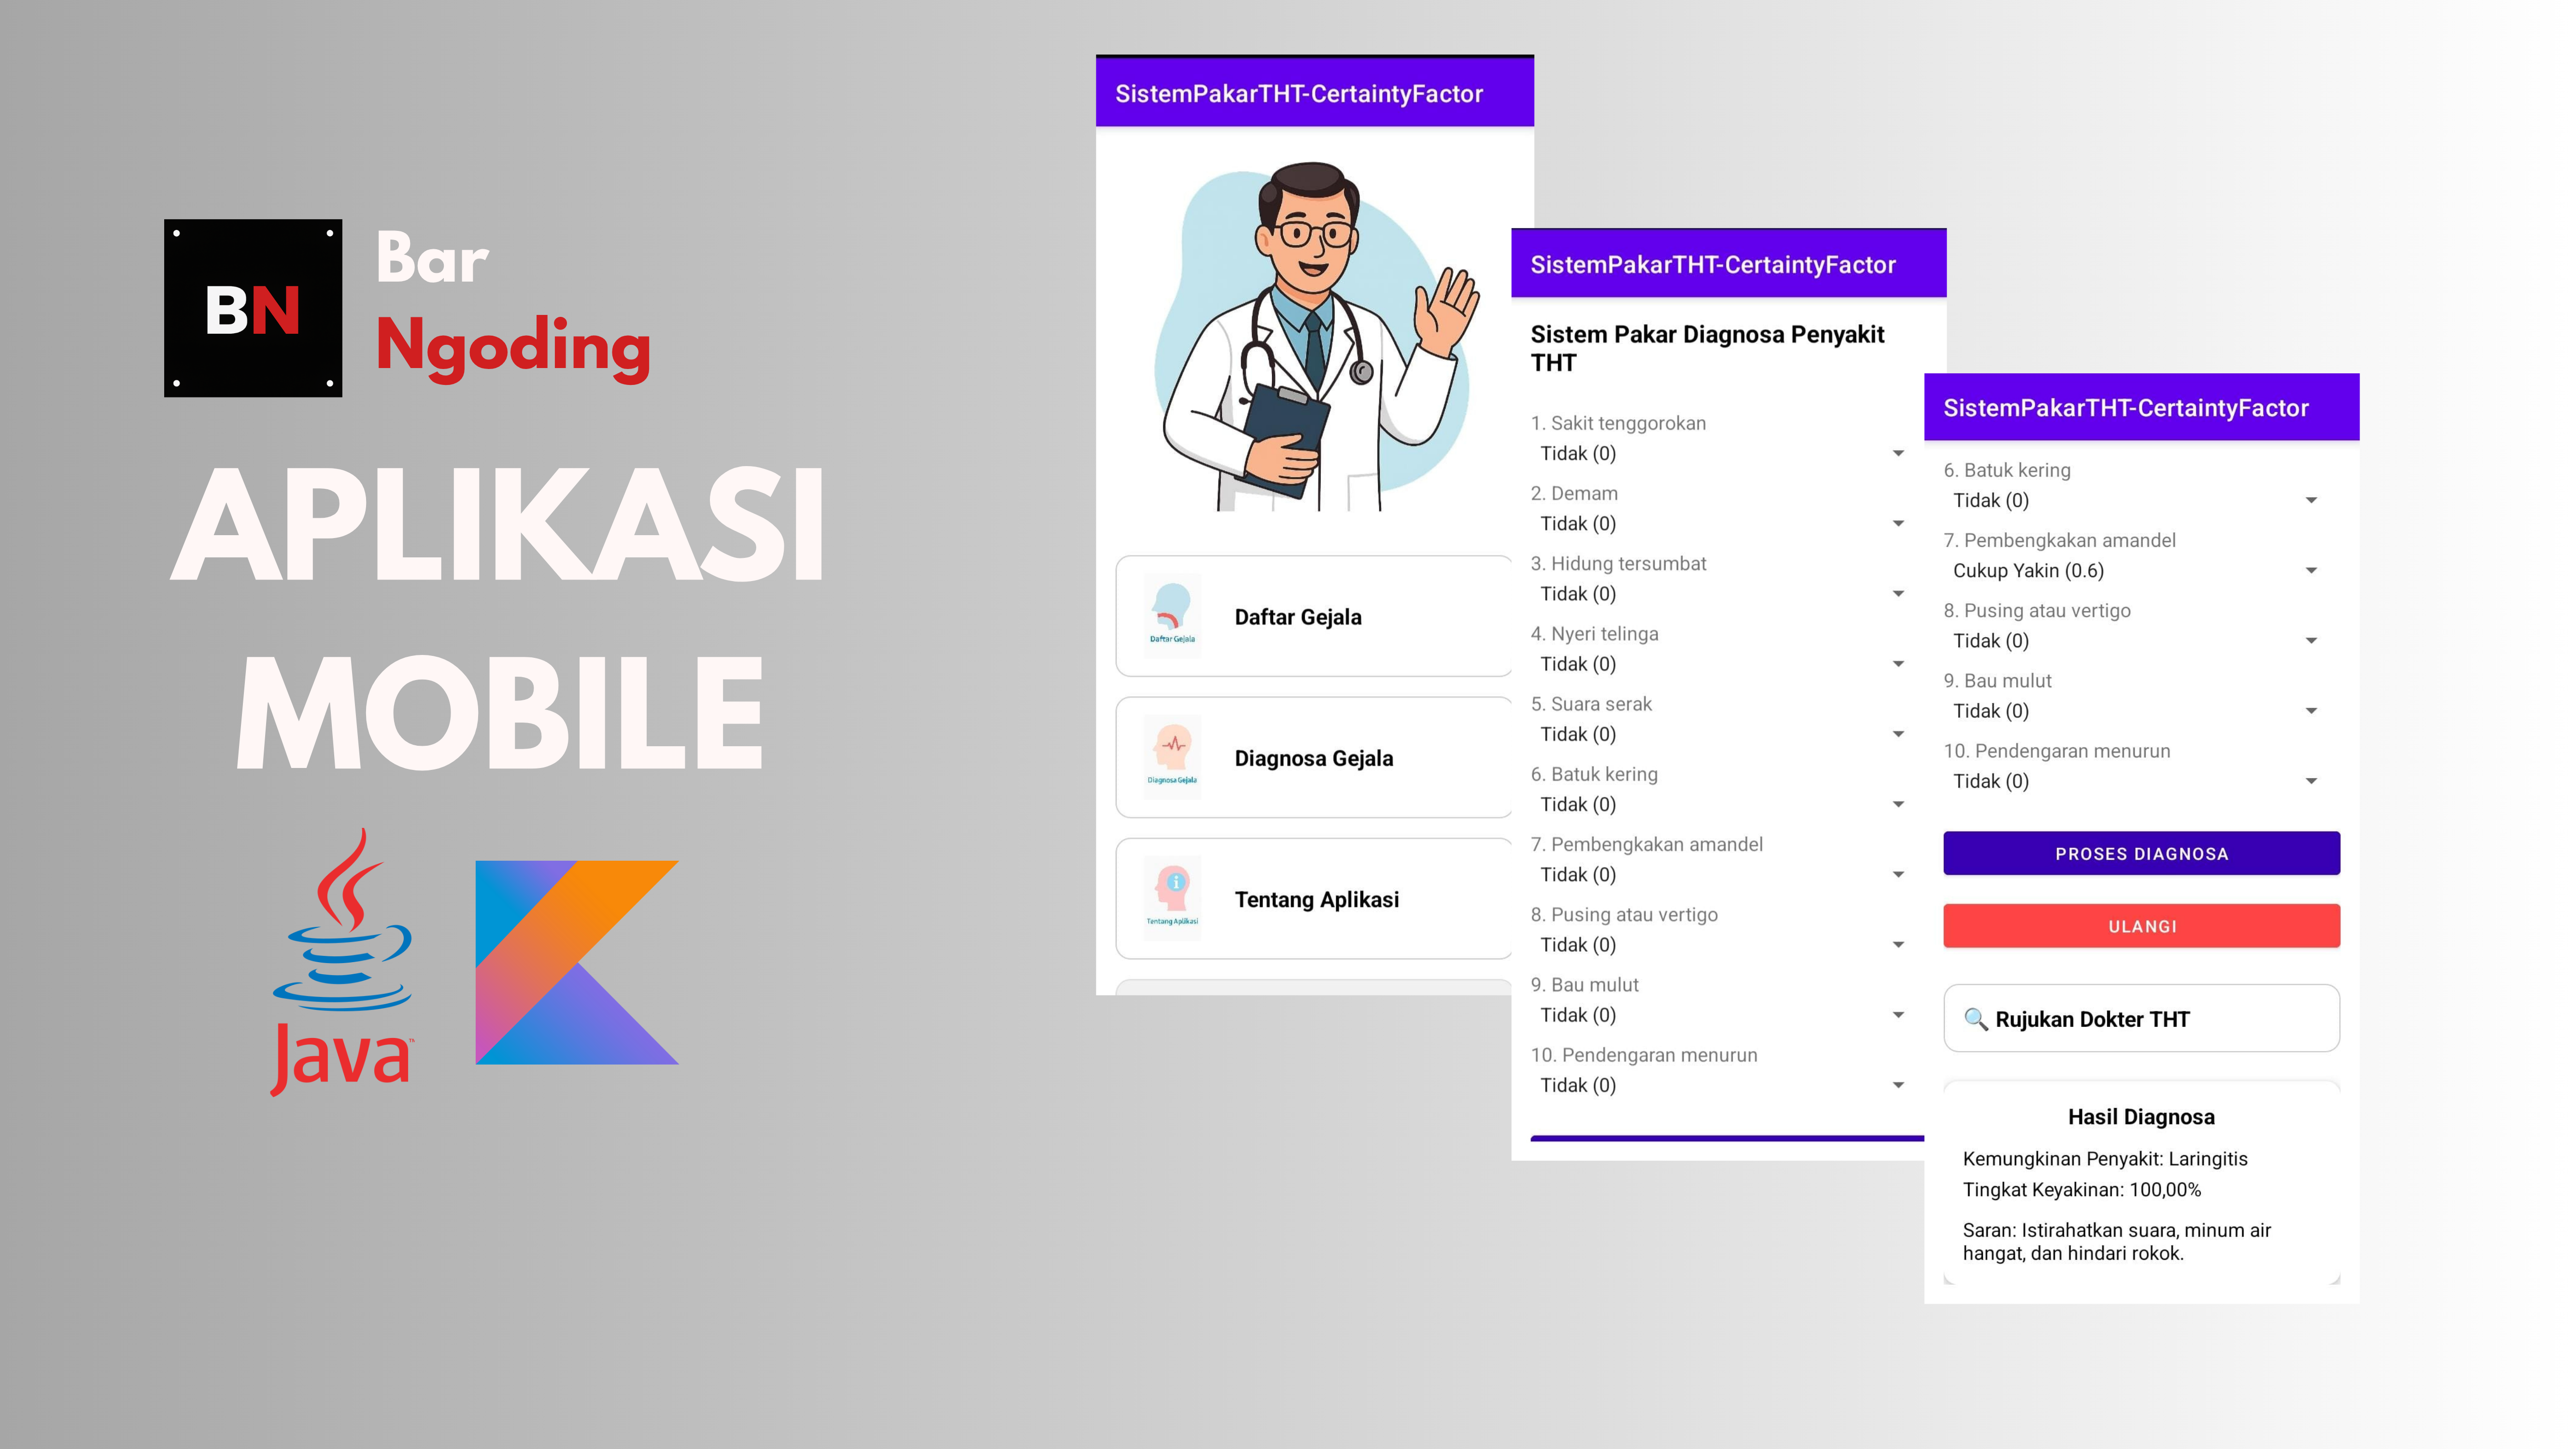 BN
Bar
Ngoding
APLIKASI
MOBILE
Java™
SistemPakarTHT-CertaintyFactor
Daftar Gejala
Daftar Gejala
Diagnosa Gejala
Diagnosa Gejala
Tentang Aplikasi
Tentang Aplikasi
SistemPakarTHT-CertaintyFactor
Sistem Pakar Diagnosa Penyakit
THT
1. Sakit tenggorokan
Tidak (0)
2. Demam
Tidak (0)
3. Hidung tersumbat
Tidak (0)
4. Nyeri telinga
Tidak (0)
5. Suara serak
Tidak (0)
6. Batuk kering
Tidak (0)
7. Pembengkakan amandel
Tidak (0)
8. Pusing atau vertigo
Tidak (0)
9. Bau mulut
Tidak (0)
10. Pendengaran menurun
Tidak (0)
SistemPakarTHT-CertaintyFactor
6. Batuk kering
Tidak (0)
7. Pembengkakan amandel
Cukup Yakin (0.6)
8. Pusing atau vertigo
Tidak (0)
9. Bau mulut
Tidak (0)
10. Pendengaran menurun
Tidak (0)
PROSES DIAGNOSA
ULANGI
🔍 Rujukan Dokter THT
Hasil Diagnosa
Kemungkinan Penyakit: Laringitis
Tingkat Keyakinan: 100,00%
Saran: Istirahatkan suara, minum air
hangat, dan hindari rokok.